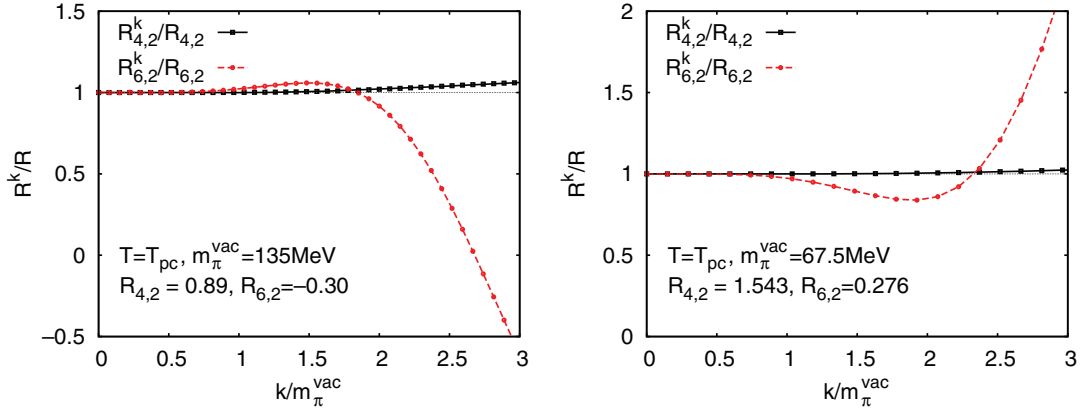 R^k_{4,2}/R_{4,2}
R^k_{6,2}/R_{6,2}
1
0.5
0
−0.5
R^k/R
T=T_{pc}, m_π^{vac}=135MeV
R_{4,2} = 0.89, R_{6,2}=−0.30
0 0.5 1 1.5 2 2.5 3
k/m_π^{vac}
2
R^k_{4,2}/R_{4,2}
R^k_{6,2}/R_{6,2}
1.5
1
0.5
0
R^k/R
T=T_{pc}, m_π^{vac}=67.5MeV
R_{4,2} = 1.543, R_{6,2}=0.276
0 0.5 1 1.5 2 2.5 3
k/m_π^{vac}